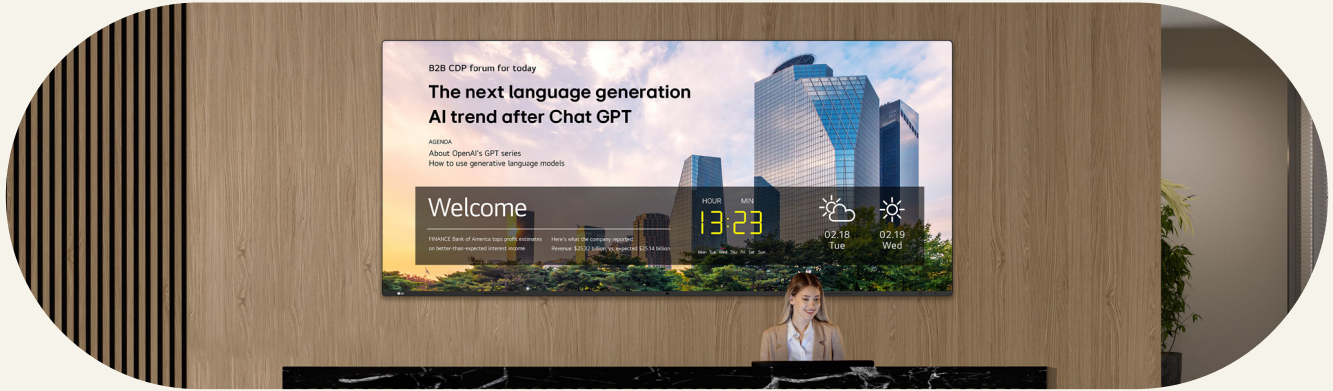 B2B CDP forum for today
The next language generation
AI trend after Chat GPT
AGENDA
About OpenAI's GPT series
How to use generative language models
Welcome
FINANCE Bank of America tops profit estimates
on better-than-expected interest income
Here's what the company reported.
Revenue: $25.32 billion, vs. expected $25.14 billion
HOUR MIN
13:23
Mon Tue Wed Thu Fri Sat Sun
02.18
Tue
02.19
Wed